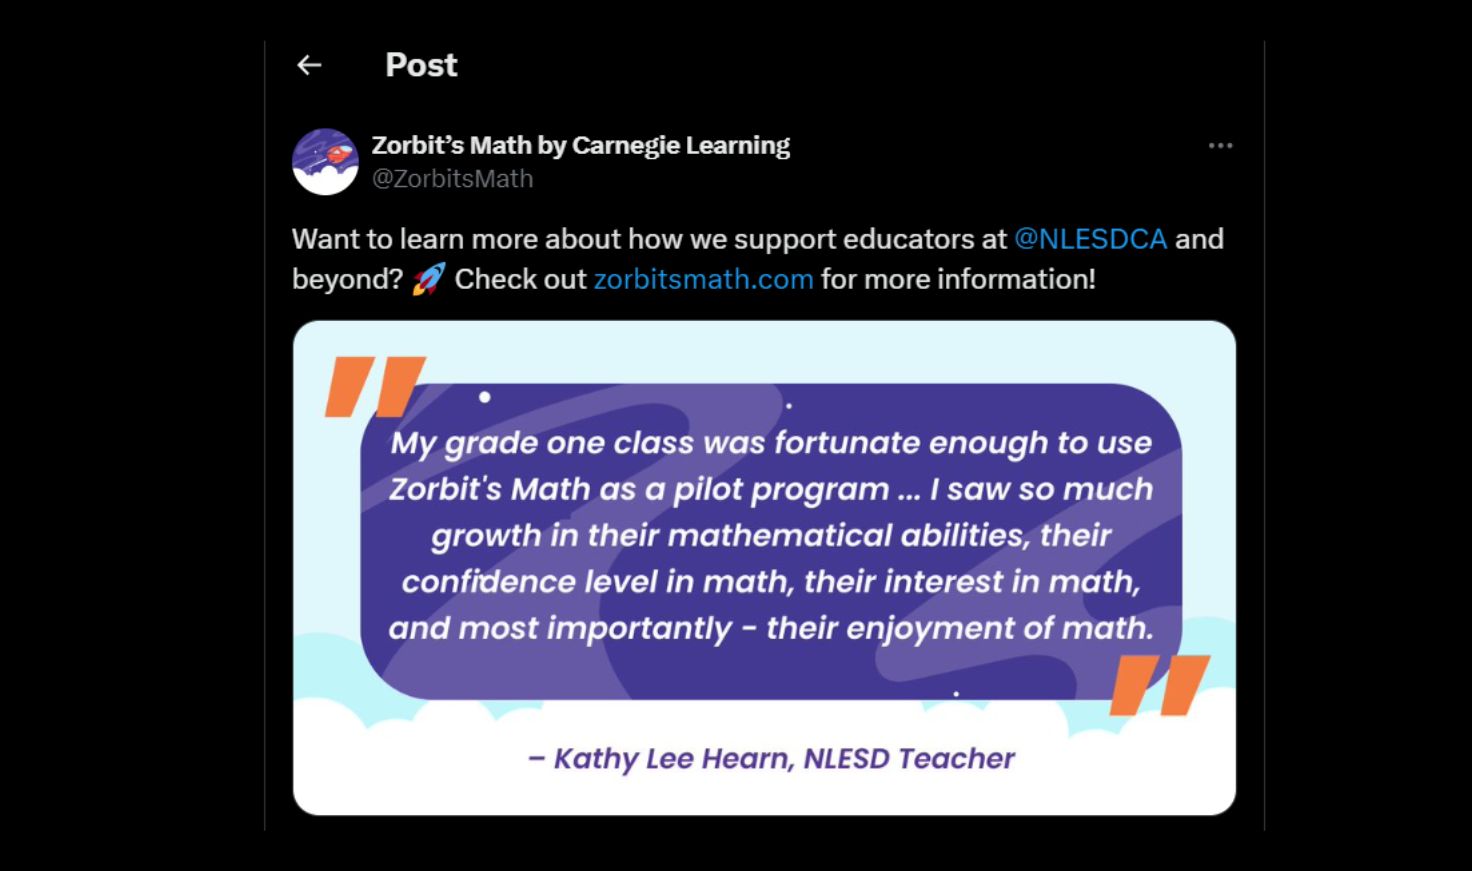 Post
Zorbit’s Math by Carnegie Learning
@ZorbitsMath
Want to learn more about how we support educators at @NLESDCA and
beyond? 🚀 Check out zorbitsmath.com for more information!
"
My grade one class was fortunate enough to use
Zorbit's Math as a pilot program ... I saw so much
growth in their mathematical abilities, their
confidence level in math, their interest in math,
and most importantly - their enjoyment of math.
"
– Kathy Lee Hearn, NLESD Teacher